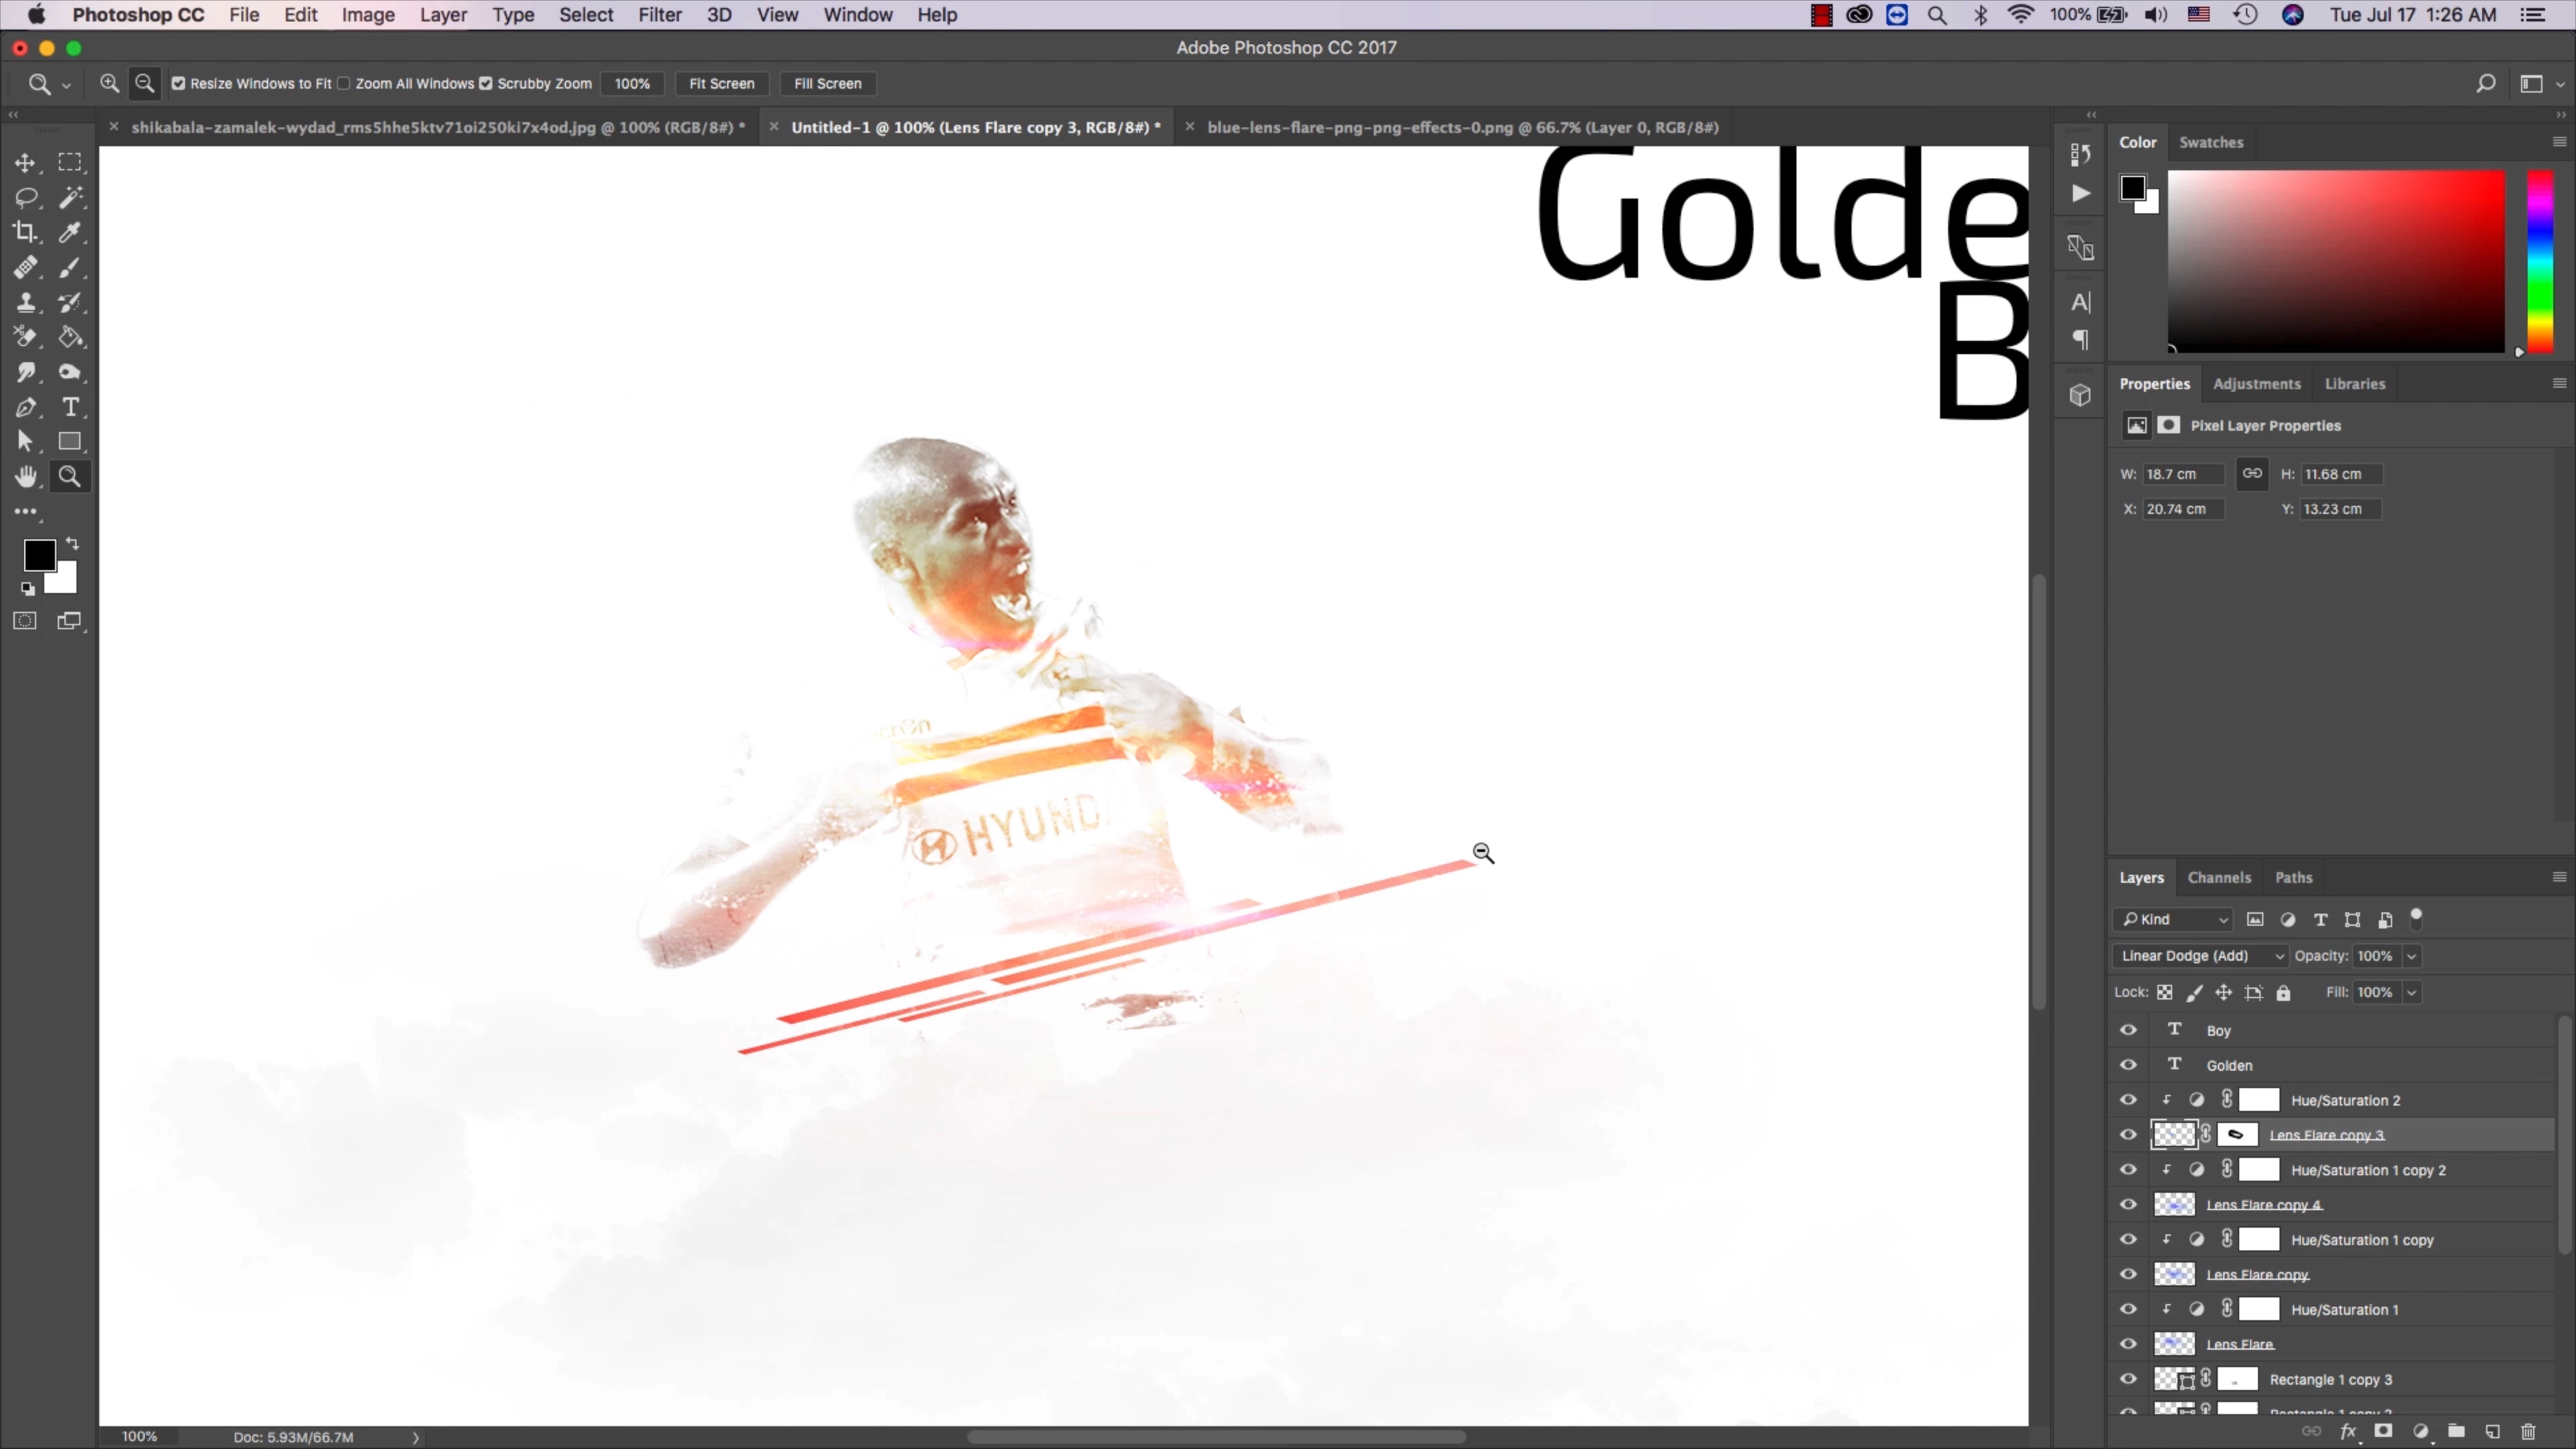 Photoshop CC File Edit Image Layer Type Select Filter 3D View Window Help 100% Tue Jul 17 1:26 AM
Adobe Photoshop CC 2017
Resize Windows to Fit Zoom All Windows Scrubby Zoom 100% Fit Screen Fill Screen
shikabala-zamalek-wydad_rms5hhe5ktv71oi250ki7x4od.jpg @ 100% (RGB/8#) * Untitled-1 @ 100% (Lens Flare copy 3, RGB/8#) * blue-lens-flare-png-png-effects-0.png @ 66.7% (Layer 0, RGB/8#)
Golde
B
HYUNDA
Color Swatches
Properties Adjustments Libraries
Pixel Layer Properties
W: 18.7 cm H: 11.68 cm
X: 20.74 cm Y: 13.23 cm
Layers Channels Paths
Kind
Linear Dodge (Add) Opacity: 100%
Lock: Fill: 100%
Boy
Golden
Hue/Saturation 2
Lens Flare copy 3
Hue/Saturation 1 copy 2
Lens Flare copy 4
Hue/Saturation 1 copy
Lens Flare copy
Hue/Saturation 1
Lens Flare
Rectangle 1 copy 3
100% Doc: 5.93M/66.7M